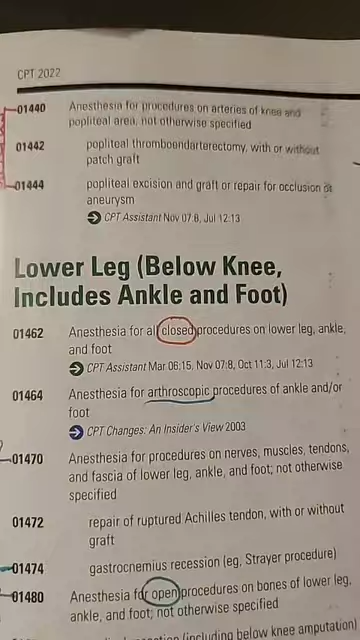 CPT 2022
01440 Anesthesia for procedures on arteries of knee and
popliteal area; not otherwise specified
01442 popliteal thromboendarterectomy, with or without
patch graft
01444 popliteal excision and graft or repair for occlusion or
aneurysm
CPT Assistant Nov 07:8, Jul 12:13
Lower Leg (Below Knee,
Includes Ankle and Foot)
01462 Anesthesia for all closed procedures on lower leg, ankle,
and foot
CPT Assistant Mar 06:15, Nov 07:8, Oct 11:3, Jul 12:13
01464 Anesthesia for arthroscopic procedures of ankle and/or
foot
CPT Changes: An Insider's View 2003
01470 Anesthesia for procedures on nerves, muscles, tendons,
and fascia of lower leg, ankle, and foot; not otherwise
specified
01472 repair of ruptured Achilles tendon, with or without
graft
01474 gastrocnemius recession (eg, Strayer procedure)
01480 Anesthesia for open procedures on bones of lower leg,
ankle, and foot; not otherwise specified
(including below knee amputation)